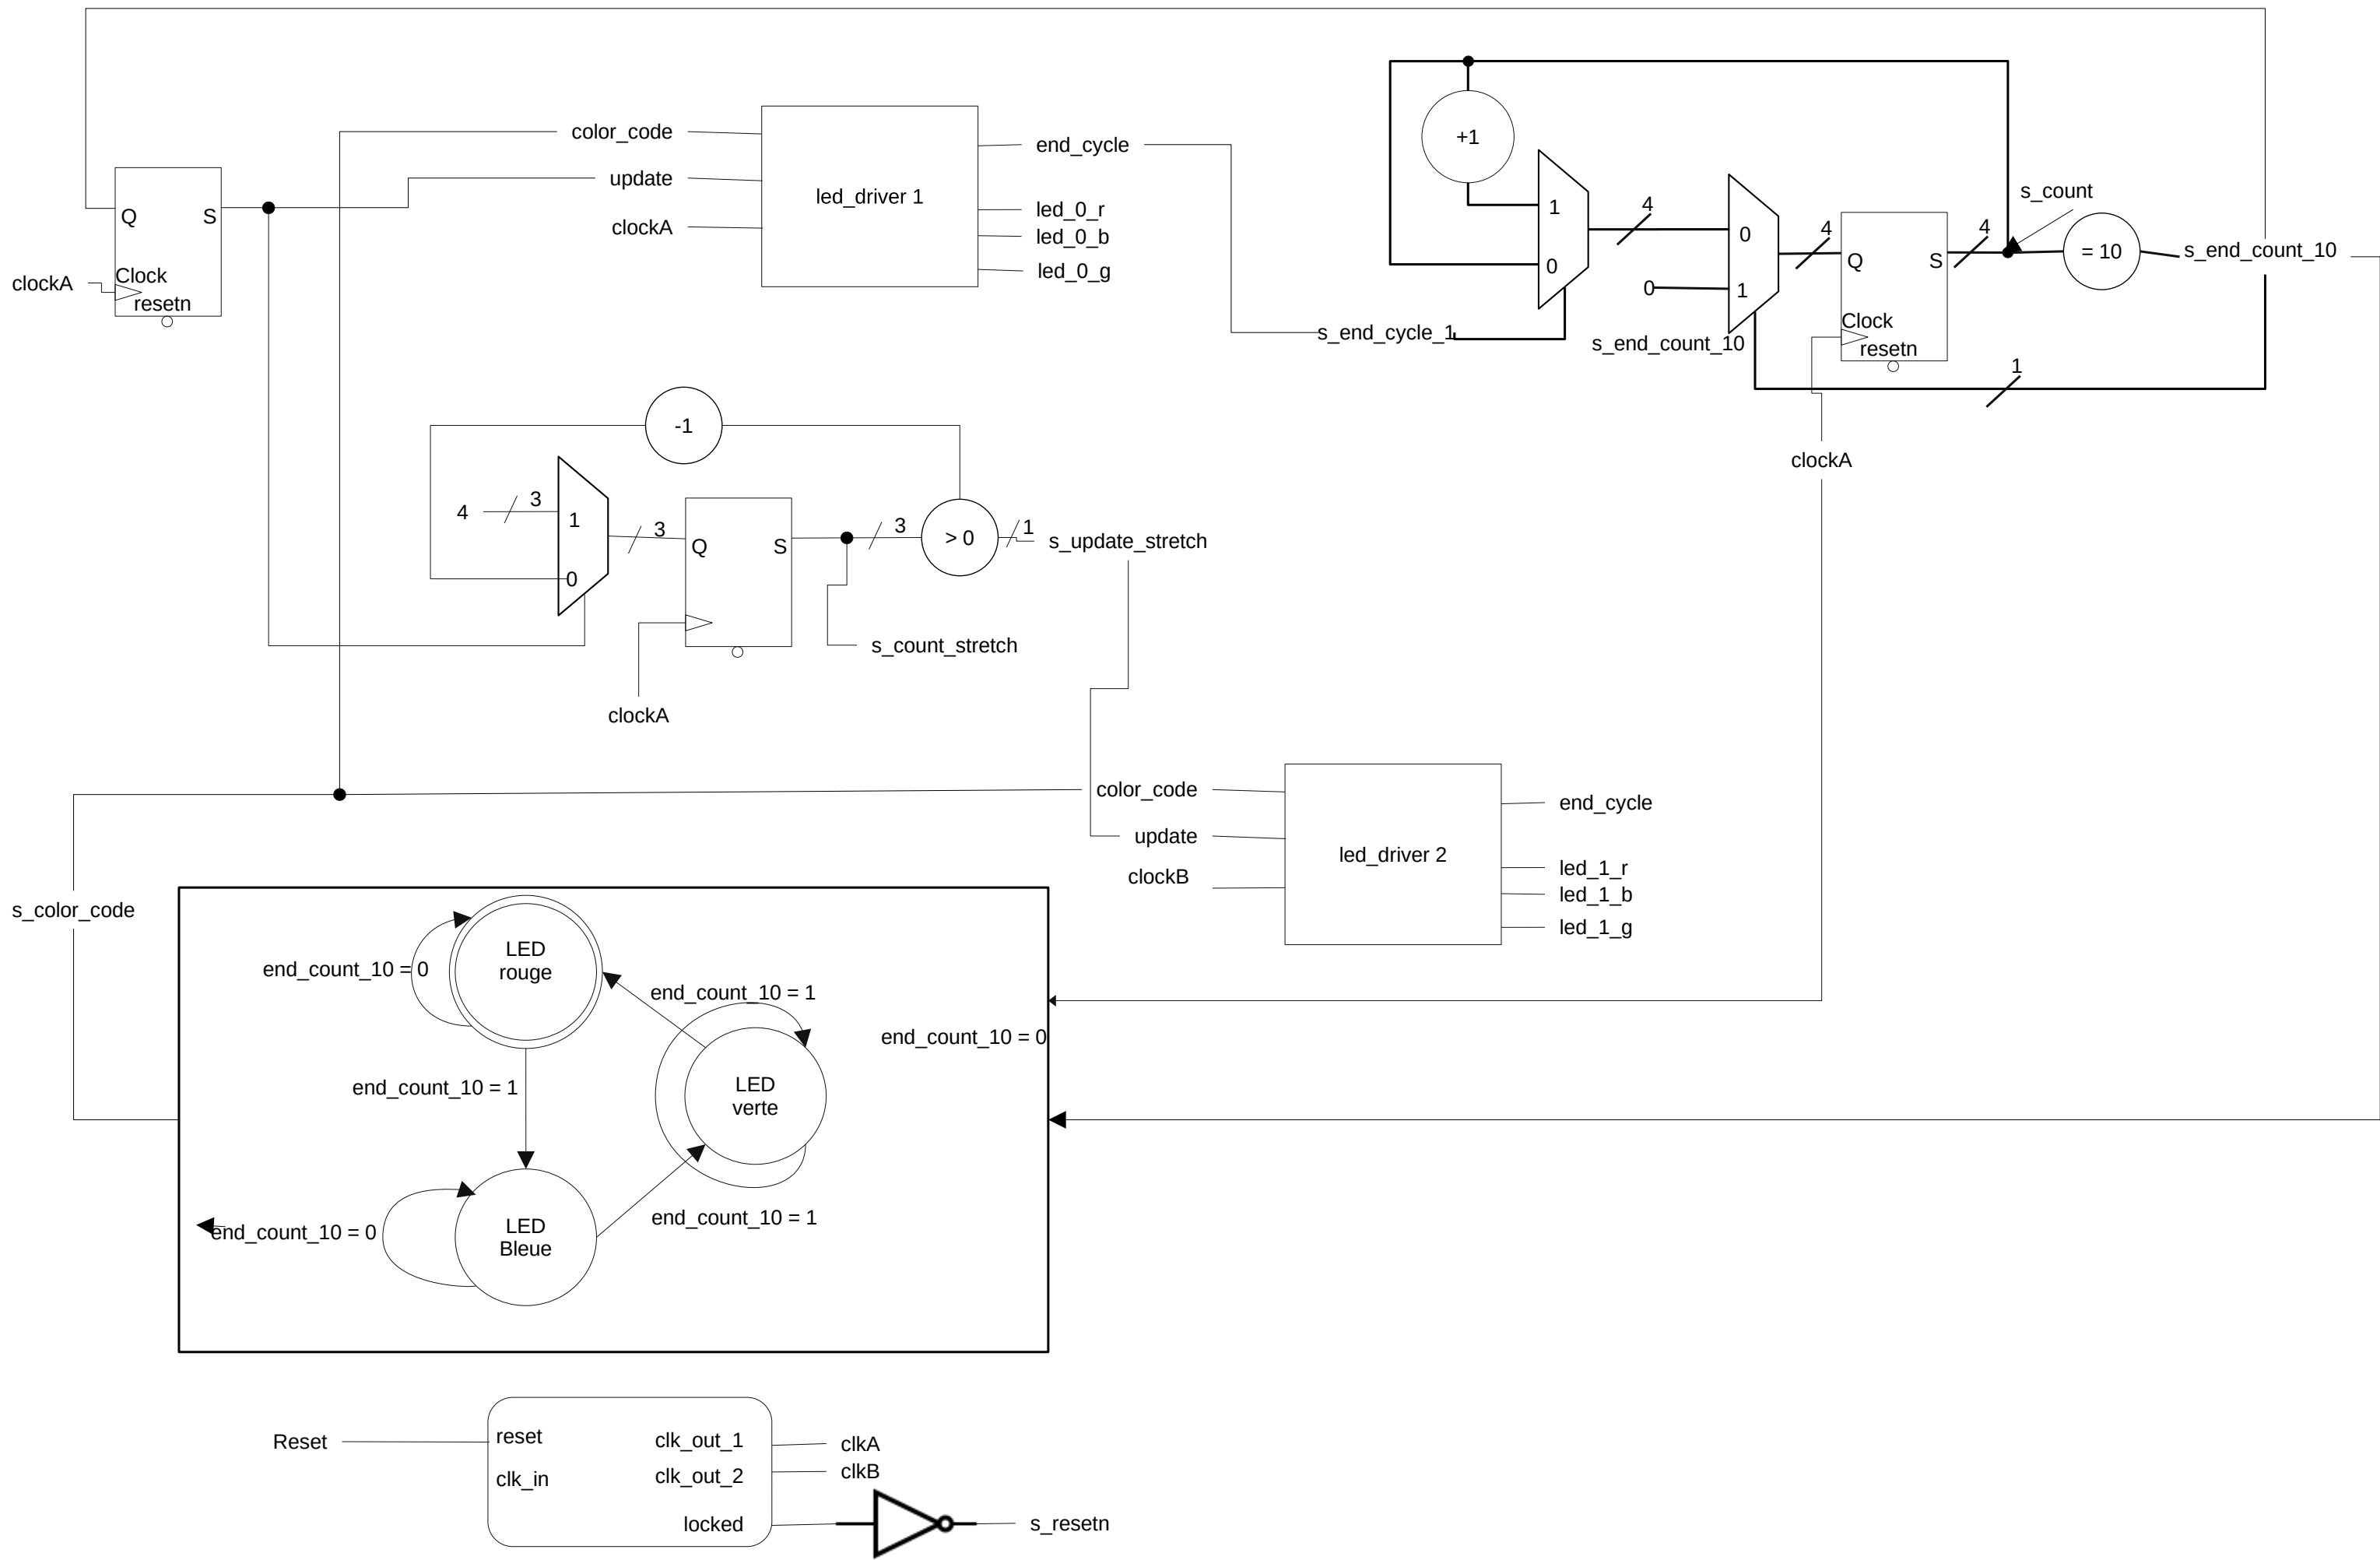 color_code
update
clockA
led_driver 1
end_cycle
led_0_r
led_0_b
led_0_g
Q
S
Clock
resetn
clockA
+1
1
0
4
0
1
0
s_end_cycle_1
s_end_count_10
4
Q
S
Clock
resetn
4
s_count
= 10
s_end_count_10
1
clockA
-1
4
3
1
0
3
Q
S
3
> 0
1
s_update_stretch
s_count_stretch
clockA
color_code
update
clockB
led_driver 2
end_cycle
led_1_r
led_1_b
led_1_g
s_color_code
LED
rouge
end_count_10 = 0
end_count_10 = 1
end_count_10 = 0
end_count_10 = 1
LED
verte
end_count_10 = 0
LED
Bleue
end_count_10 = 1
Reset
reset
clk_in
clk_out_1
clk_out_2
locked
clkA
clkB
s_resetn